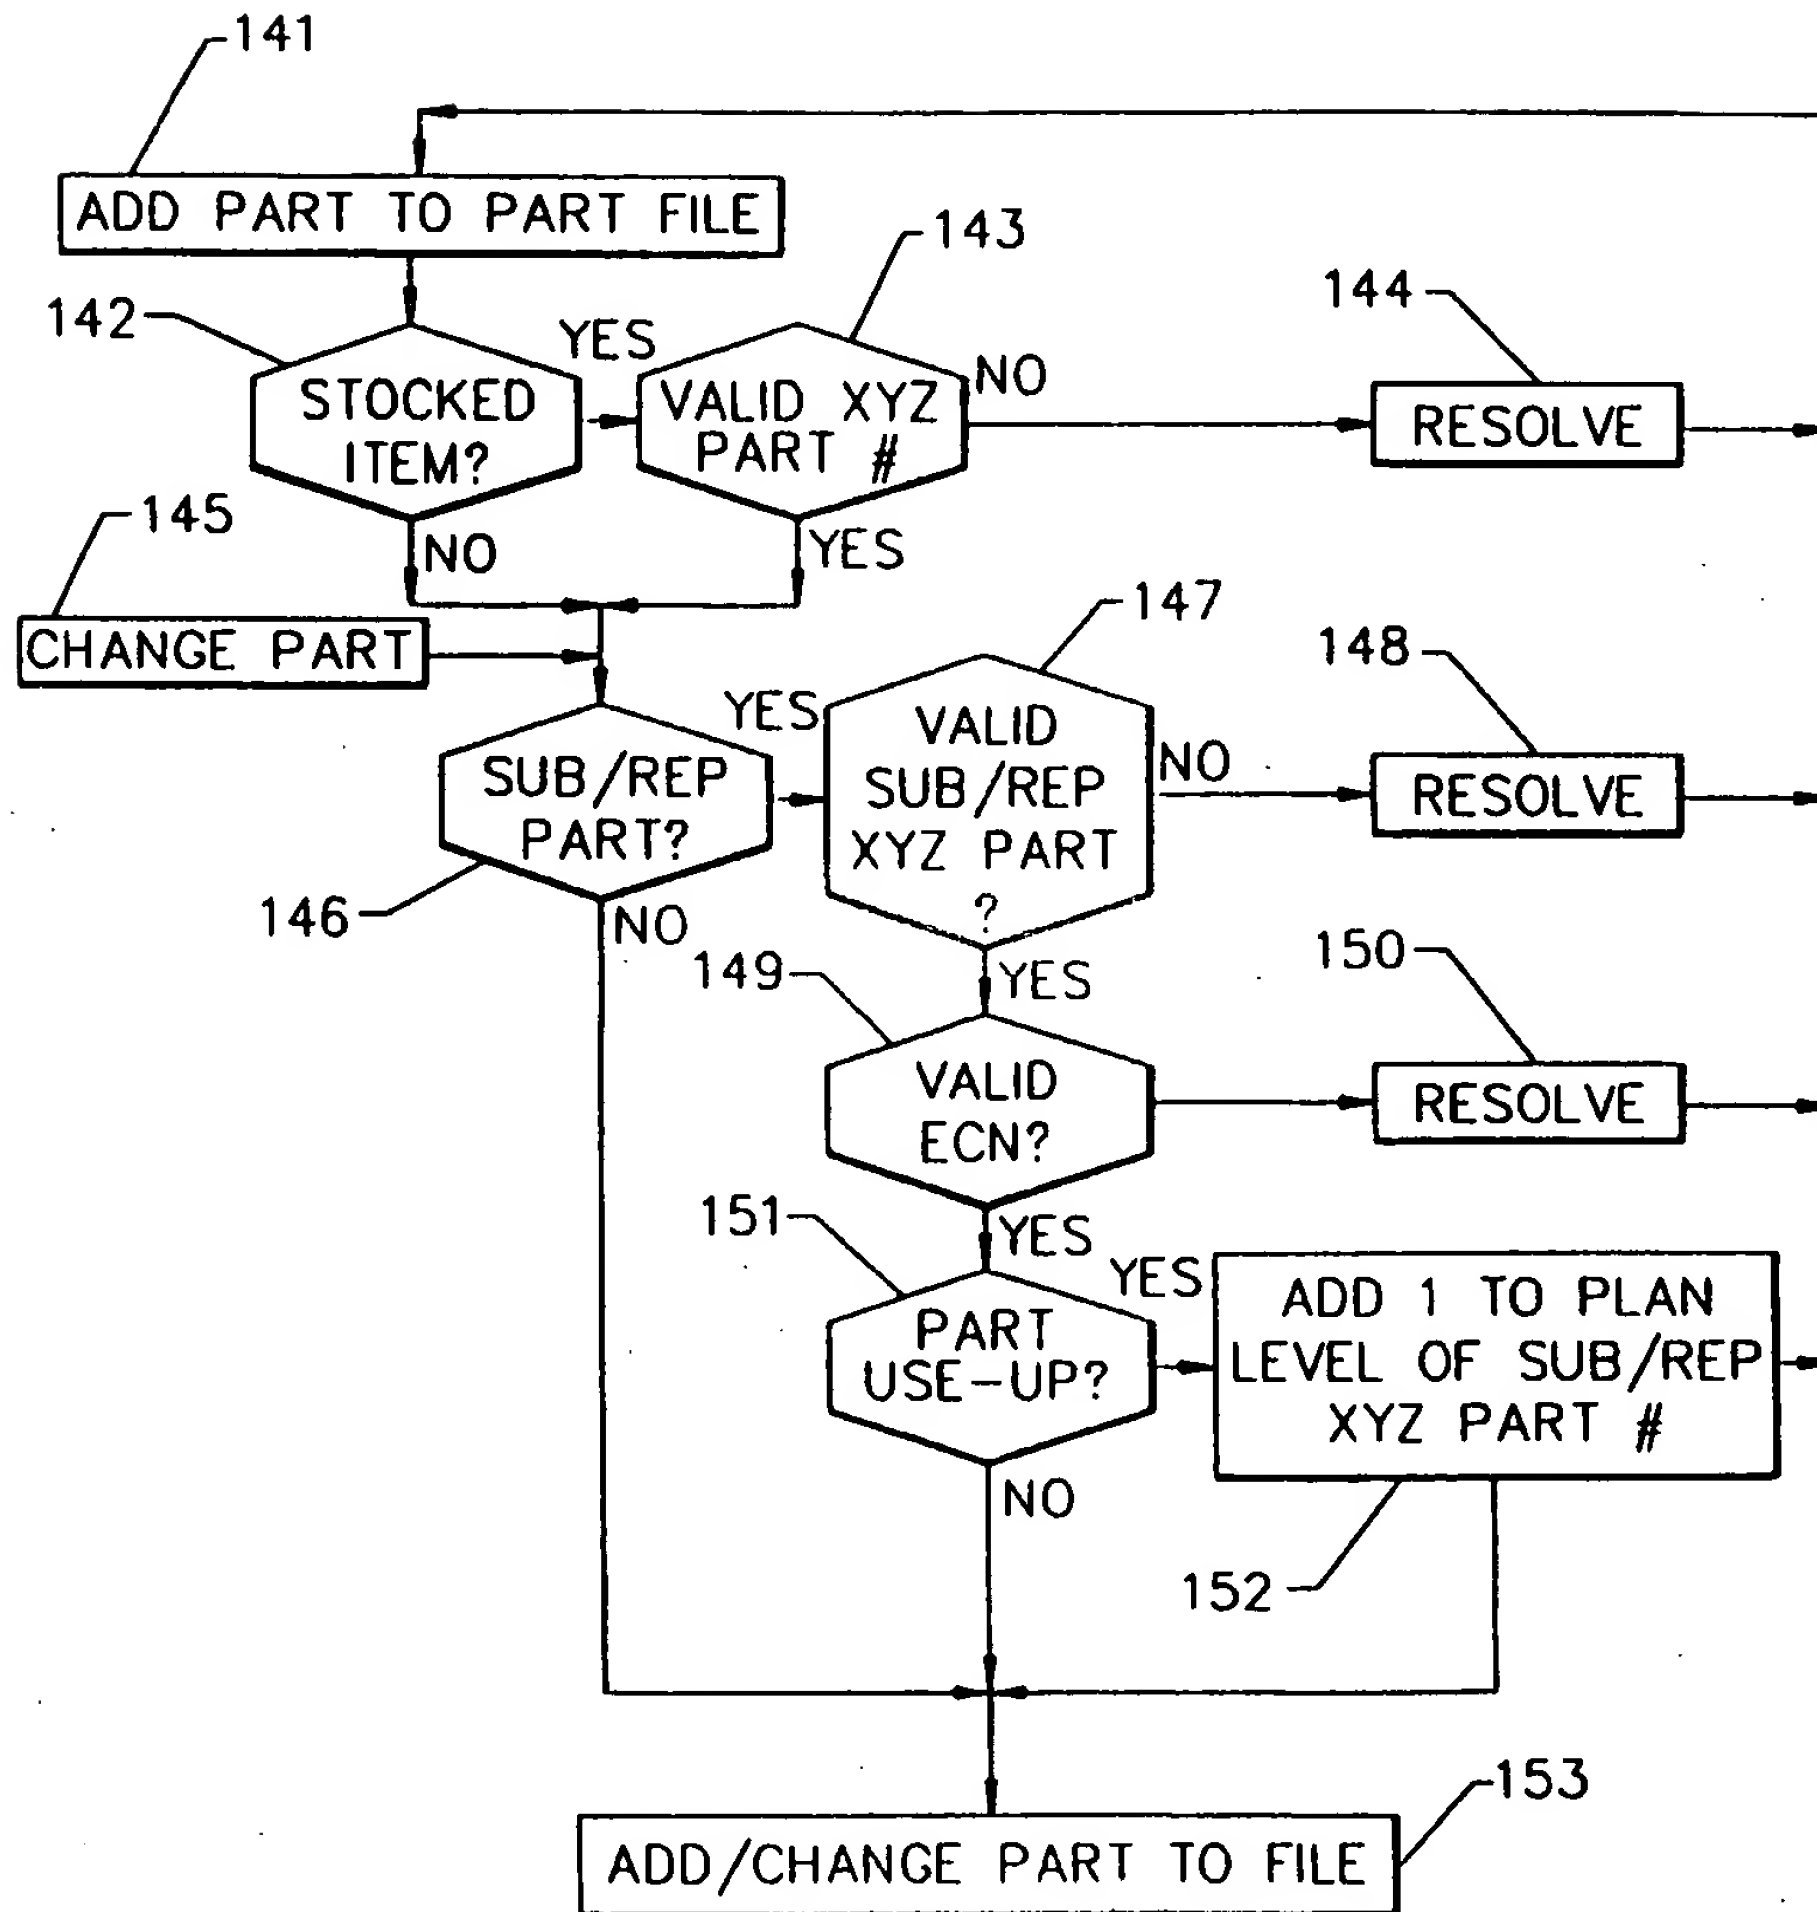 141
ADD PART TO PART FILE
143
142
YES
144
STOCKED
ITEM?
VALID XYZ
PART #
NO
RESOLVE
145
NO
YES
CHANGE PART
147
148
YES
SUB/REP
PART?
VALID
SUB/REP
XYZ PART
?
NO
RESOLVE
146
NO
149
YES
150
VALID
ECN?
RESOLVE
151
YES
YES
PART
USE-UP?
ADD 1 TO PLAN
LEVEL OF SUB/REP
XYZ PART #
NO
152
153
ADD/CHANGE PART TO FILE